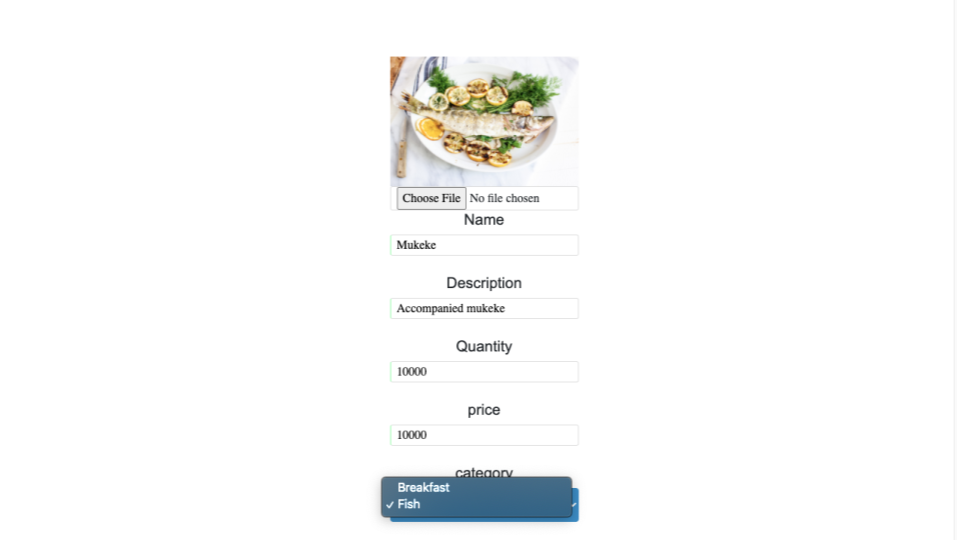 Choose File No file chosen
Name
Mukeke
Description
Accompanied mukeke
Quantity
10000
price
10000
category
Breakfast
✓ Fish